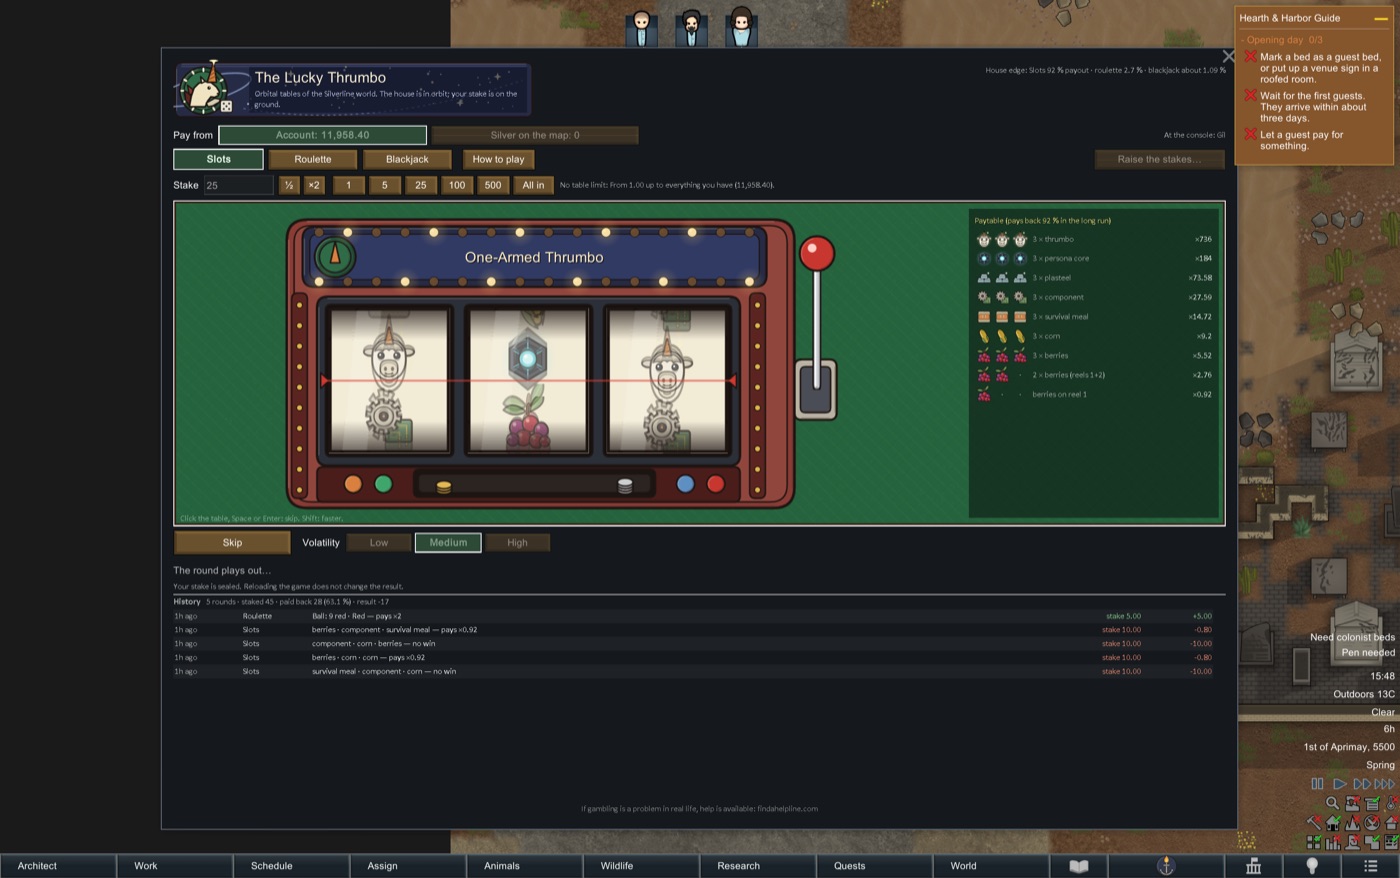 Hearth & Harbor Guide
- Opening day 0/3
Mark a bed as a guest bed,
or put up a venue sign in a
roofed room.
Wait for the first guests.
They arrive within about
three days.
Let a guest pay for
something.
The Lucky Thrumbo
Orbital tables of the Silverline world. The house is in orbit; your stake is on the
ground.
House edge: Slots 92 % payout · roulette 2.7 % · blackjack about 1.09 %
Pay from
Account: 11,958.40
Silver on the map: 0
At the console: Gil
Slots
Roulette
Blackjack
How to play
Raise the stakes...
Stake
25
½
×2
1
5
25
100
500
All in
No table limit: From 1.00 up to everything you have (11,958.40).
One-Armed Thrumbo
Paytable (pays back 92 % in the long run)
3 × thrumbo ×736
3 × persona core ×184
3 × plasteel ×73.58
3 × component ×27.59
3 × survival meal ×14.72
3 × corn ×9.2
3 × berries ×5.52
2 × berries (reels 1+2) ×2.76
berries on reel 1 ×0.92
Click the table, Space or Enter: skip. Shift: faster.
Skip
Volatility
Low
Medium
High
The round plays out...
Your stake is sealed. Reloading the game does not change the result.
History 5 rounds · staked 45 · paid back 28 (63.1 %) · result -17
1h ago Roulette Ball: 9 red · Red — pays ×2 stake 5.00 +5.00
1h ago Slots berries · component · survival meal — pays ×0.92 stake 10.00 -0.80
1h ago Slots component · corn · berries — no win stake 10.00 -10.00
1h ago Slots berries · corn · corn — pays ×0.92 stake 10.00 -0.80
1h ago Slots survival meal · component · corn — no win stake 10.00 -10.00
If gambling is a problem in real life, help is available: findahelpline.com
Need colonist beds
Pen needed
15:48
Outdoors 13C
Clear
6h
1st of Aprimay, 5500
Spring
Architect
Work
Schedule
Assign
Animals
Wildlife
Research
Quests
World